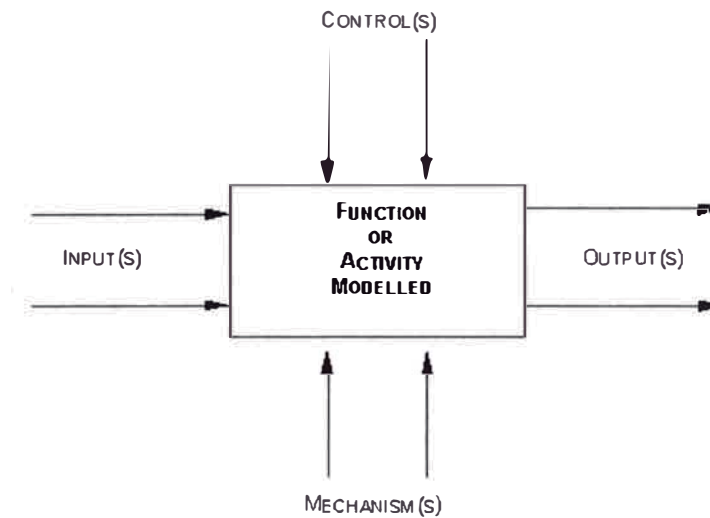 CONTROL(S)
FUNCTION
OR
ACTIVITY
MODELLED
INPUT(S)
OUTPUT(S)
MECHANISM(S)